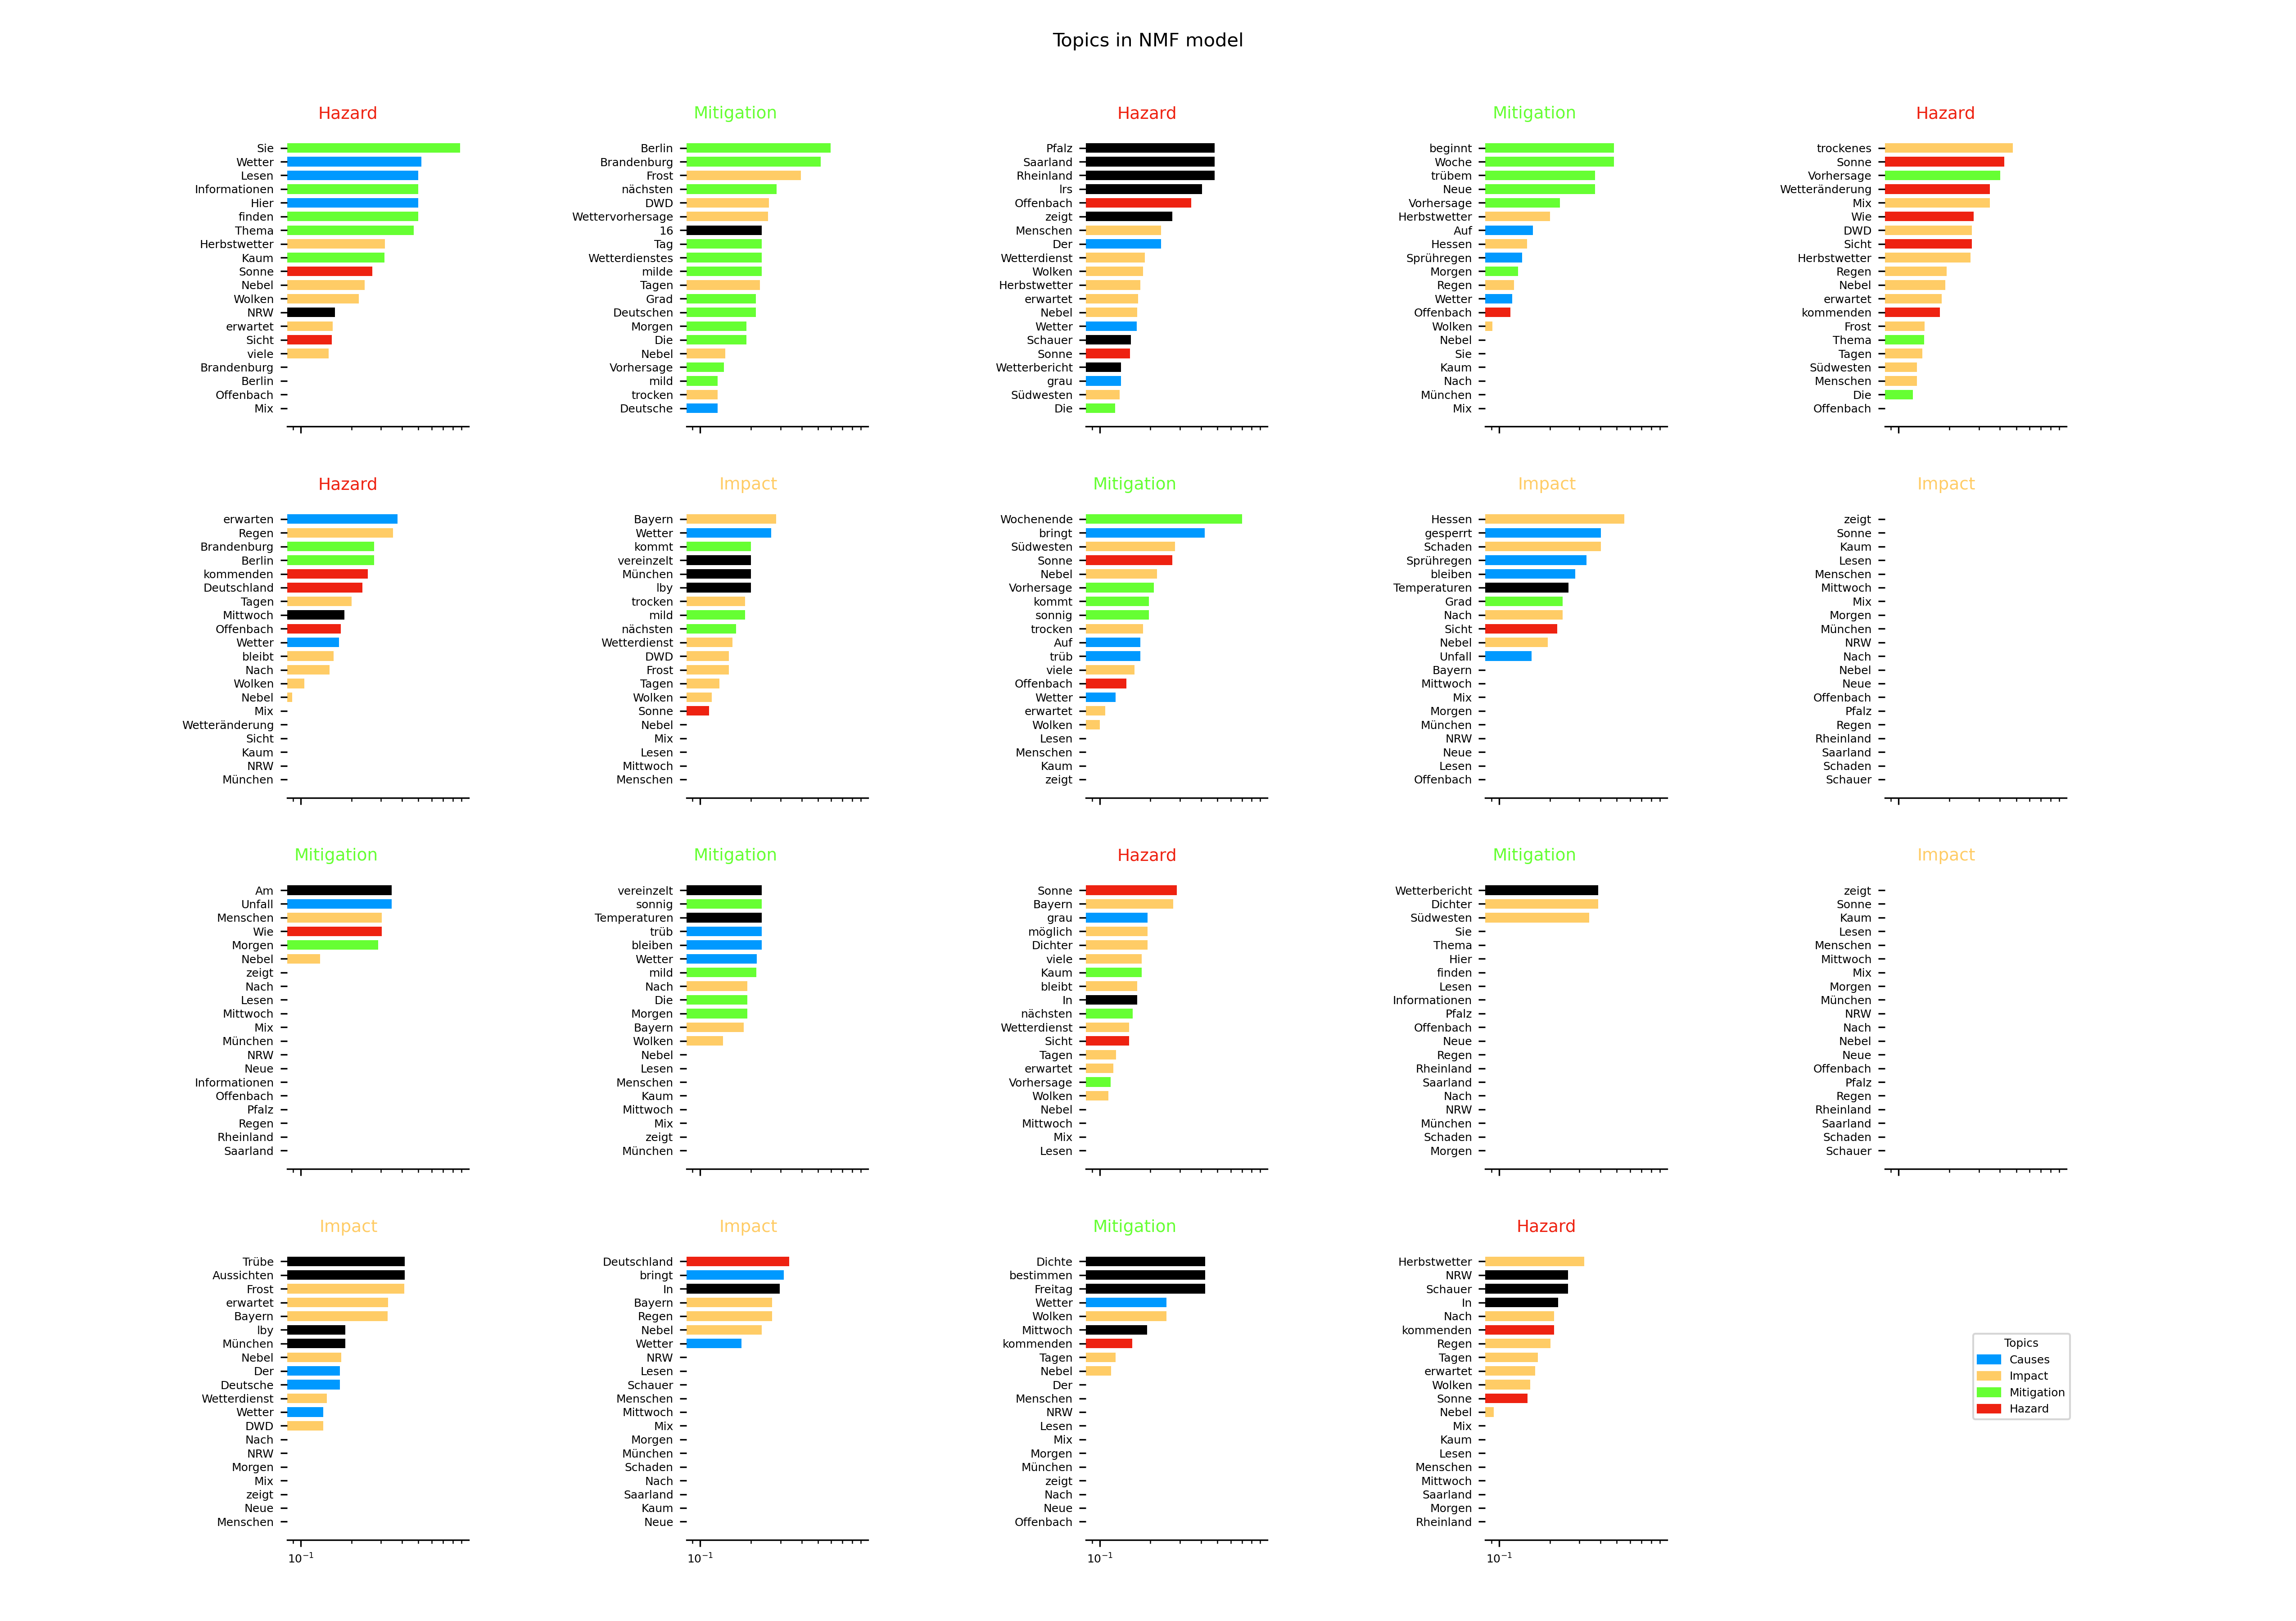 Topics in NMF model
Hazard
Sie
Wetter
Lesen
Informationen
Hier
finden
Thema
Herbstwetter
Kaum
Sonne
Nebel
Wolken
NRW
erwartet
Sicht
viele
Brandenburg
Berlin
Offenbach
Mix
Mitigation
Berlin
Brandenburg
Frost
nächsten
DWD
Wettervorhersage
16
Tag
Wetterdienstes
milde
Tagen
Grad
Deutschen
Morgen
Die
Nebel
Vorhersage
mild
trocken
Deutsche
Hazard
Pfalz
Saarland
Rheinland
lrs
Offenbach
zeigt
Menschen
Der
Wetterdienst
Wolken
Herbstwetter
erwartet
Nebel
Wetter
Schauer
Sonne
Wetterbericht
grau
Südwesten
Die
Mitigation
beginnt
Woche
trübem
Neue
Vorhersage
Herbstwetter
Auf
Hessen
Sprühregen
Morgen
Regen
Wetter
Offenbach
Wolken
Nebel
Sie
Kaum
Nach
München
Mix
Hazard
trockenes
Sonne
Vorhersage
Wetteränderung
Mix
Wie
DWD
Sicht
Herbstwetter
Regen
Nebel
erwartet
kommenden
Frost
Thema
Tagen
Südwesten
Menschen
Die
Offenbach
Hazard
erwarten
Regen
Brandenburg
Berlin
kommenden
Deutschland
Tagen
Mittwoch
Offenbach
Wetter
bleibt
Nach
Wolken
Nebel
Mix
Wetteränderung
Sicht
Kaum
NRW
München
Impact
Bayern
Wetter
kommt
vereinzelt
München
lby
trocken
mild
nächsten
Wetterdienst
DWD
Frost
Tagen
Wolken
Sonne
Nebel
Mix
Lesen
Mittwoch
Menschen
Mitigation
Wochenende
bringt
Südwesten
Sonne
Nebel
Vorhersage
kommt
sonnig
trocken
Auf
trüb
viele
Offenbach
Wetter
erwartet
Wolken
Lesen
Menschen
Kaum
zeigt
Impact
Hessen
gesperrt
Schaden
Sprühregen
bleiben
Temperaturen
Grad
Nach
Sicht
Nebel
Unfall
Bayern
Mittwoch
Mix
Morgen
München
NRW
Neue
Lesen
Offenbach
Impact
zeigt
Sonne
Kaum
Lesen
Menschen
Mittwoch
Mix
Morgen
München
NRW
Nach
Nebel
Neue
Offenbach
Pfalz
Regen
Rheinland
Saarland
Schaden
Schauer
Mitigation
Am
Unfall
Menschen
Wie
Morgen
Nebel
zeigt
Nach
Lesen
Mittwoch
Mix
München
NRW
Neue
Informationen
Offenbach
Pfalz
Regen
Rheinland
Saarland
Mitigation
vereinzelt
sonnig
Temperaturen
trüb
bleiben
Wetter
mild
Nach
Die
Morgen
Bayern
Wolken
Nebel
Lesen
Menschen
Kaum
Mittwoch
Mix
zeigt
München
Hazard
Sonne
Bayern
grau
möglich
Dichter
viele
Kaum
bleibt
In
nächsten
Wetterdienst
Sicht
Tagen
erwartet
Vorhersage
Wolken
Nebel
Mittwoch
Mix
Lesen
Mitigation
Wetterbericht
Dichter
Südwesten
Sie
Thema
Hier
finden
Lesen
Informationen
Pfalz
Offenbach
Neue
Regen
Rheinland
Saarland
Nach
NRW
München
Schaden
Morgen
Impact
zeigt
Sonne
Kaum
Lesen
Menschen
Mittwoch
Mix
Morgen
München
NRW
Nach
Nebel
Neue
Offenbach
Pfalz
Regen
Rheinland
Saarland
Schaden
Schauer
Impact
Trübe
Aussichten
Frost
erwartet
Bayern
lby
München
Nebel
Der
Deutsche
Wetterdienst
Wetter
DWD
Nach
NRW
Morgen
Mix
zeigt
Neue
Menschen
10⁻¹
Impact
Deutschland
bringt
In
Bayern
Regen
Nebel
Wetter
NRW
Lesen
Schauer
Menschen
Mittwoch
Mix
Morgen
München
Schaden
Nach
Saarland
Kaum
Neue
10⁻¹
Mitigation
Dichte
bestimmen
Freitag
Wetter
Wolken
Mittwoch
kommenden
Tagen
Nebel
Der
Menschen
NRW
Lesen
Mix
Morgen
München
zeigt
Nach
Neue
Offenbach
10⁻¹
Hazard
Herbstwetter
NRW
Schauer
In
Nach
kommenden
Regen
Tagen
erwartet
Wolken
Sonne
Nebel
Mix
Kaum
Lesen
Menschen
Mittwoch
Saarland
Morgen
Rheinland
10⁻¹
Topics
Causes
Impact
Mitigation
Hazard